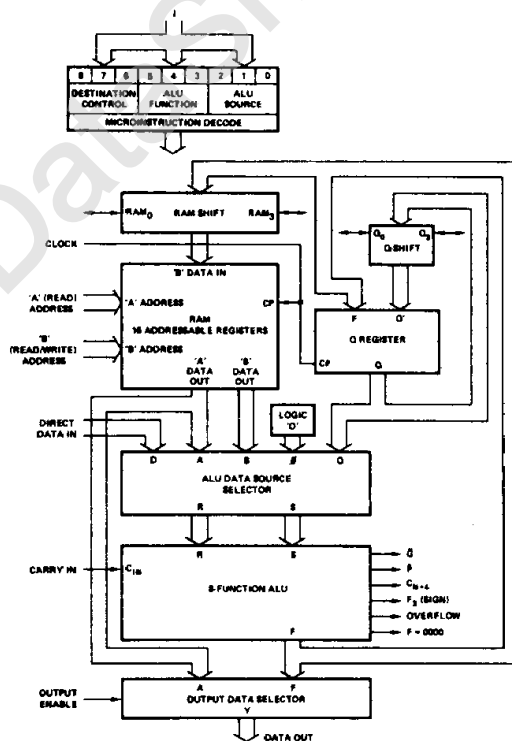 I
8 7 6 5 4 3 2 1 0
DESTINATION CONTROL
ALU FUNCTION
ALU SOURCE
MICROINSTRUCTION DECODE
RAM0 RAM SHIFT RAM3
Q0 Q3
Q SHIFT
CLOCK
'B' DATA IN
'A' (READ)
ADDRESS
'A' ADDRESS
CP
RAM
16 ADDRESSABLE REGISTERS
'B'
(READ/WRITE)
ADDRESS
'B' ADDRESS
'A'
DATA
OUT
'B'
DATA
OUT
F Q'
Q REGISTER
CP
Q
LOGIC
'0'
DIRECT
DATA IN
D A B Ø Q
ALU DATA SOURCE
SELECTOR
R S
R S
CARRY IN
CIN
8-FUNCTION ALU
F
G̅
P̅
CN+4
F3 (SIGN)
OVERFLOW
F = 0000
OUTPUT
ENABLE
A F
OUTPUT DATA SELECTOR
Y
DATA OUT